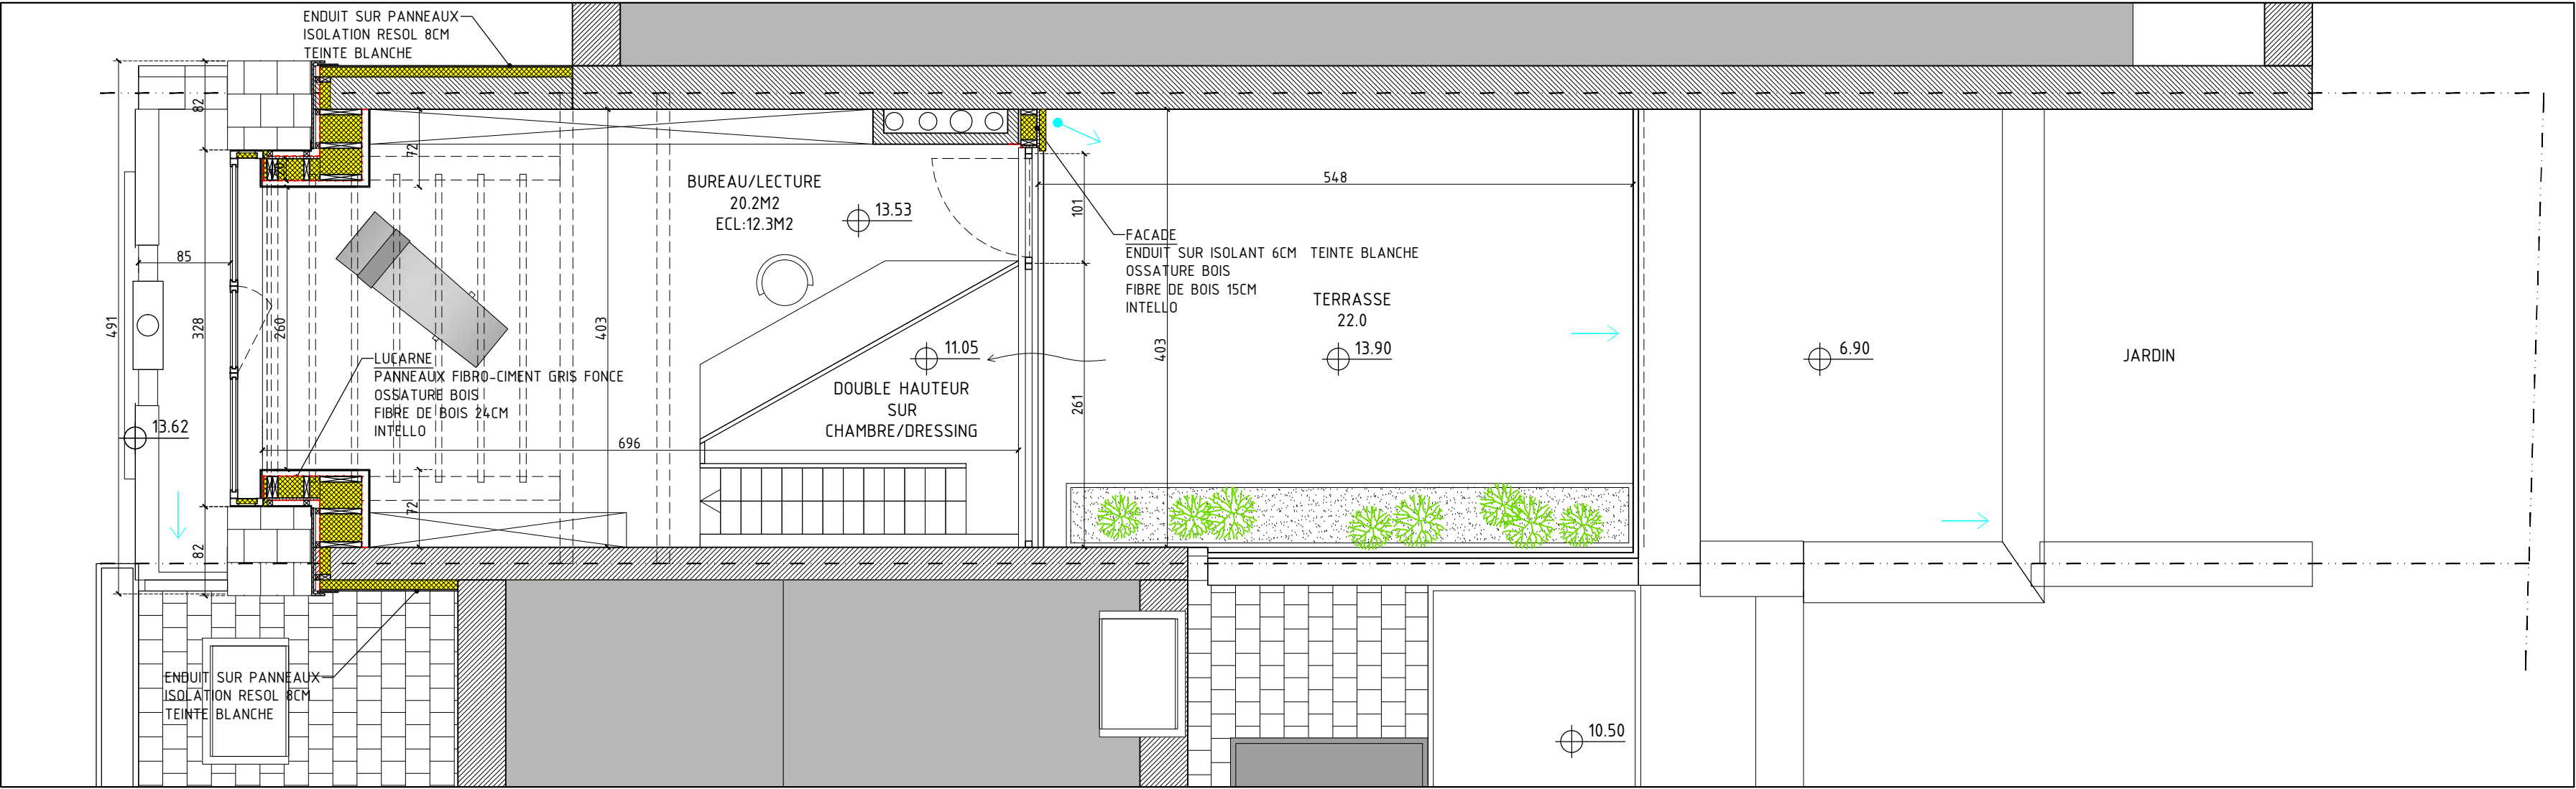 ENDUIT SUR PANNEAUX
ISOLATION RESOL 8CM
TEINTE BLANCHE
82
72
BUREAU/LECTURE
20.2M2
ECL:12.3M2
13.53
548
101
FACADE
ENDUIT SUR ISOLANT 6CM  TEINTE BLANCHE
OSSATURE BOIS
FIBRE DE BOIS 15CM
INTELLO
85
491
328
260
403
TERRASSE
22.0
13.90
403
6.90
JARDIN
LUCARNE
PANNEAUX FIBRO-CIMENT GRIS FONCE
OSSATURE BOIS
FIBRE DE BOIS 24CM
INTELLO
11.05
DOUBLE HAUTEUR
SUR
CHAMBRE/DRESSING
261
13.62
696
72
82
ENDUIT SUR PANNEAUX
ISOLATION RESOL 8CM
TEINTE BLANCHE
10.50